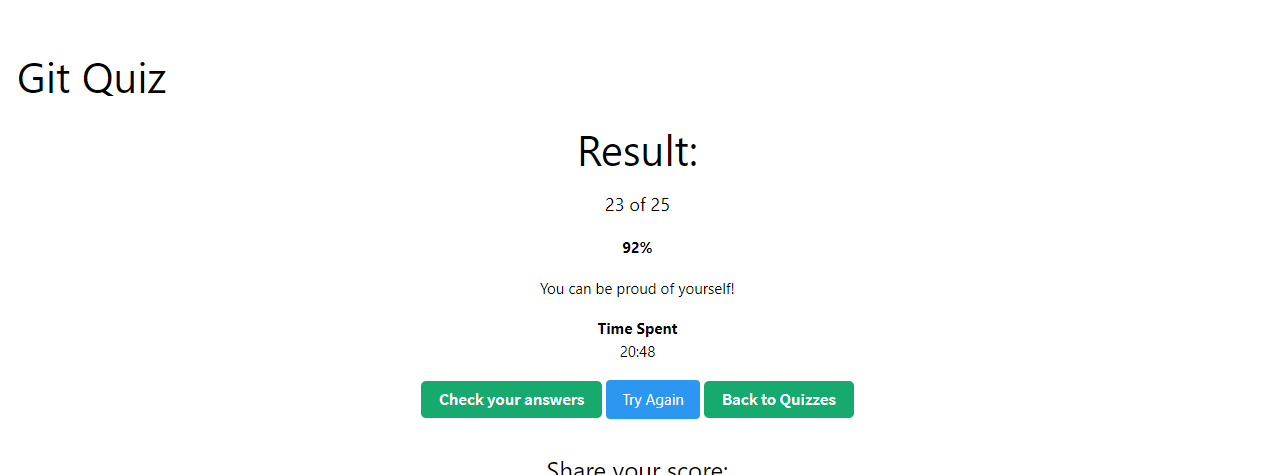 Git Quiz
Result:
23 of 25
92%
You can be proud of yourself!
Time Spent
20:48
Check your answers Try Again Back to Quizzes
Share your score: